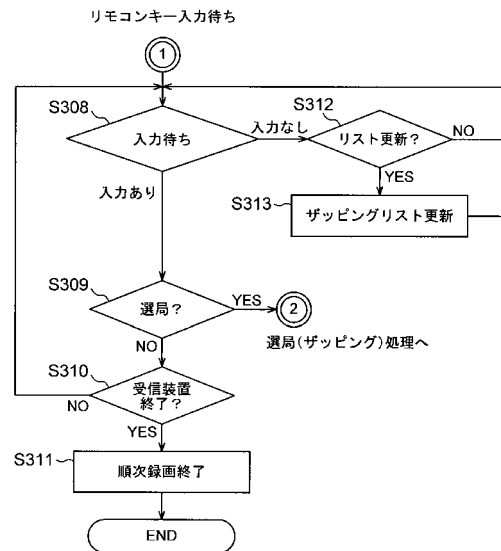 リモコンキー入力待ち
1
S308
入力待ち
入力なし
S312
リスト更新?
NO
YES
S313
ザッピングリスト更新
入力あり
S309
選局?
YES
2
選局(ザッピング)処理へ
NO
S310
受信装置
終了?
NO
YES
S311
順次録画終了
END